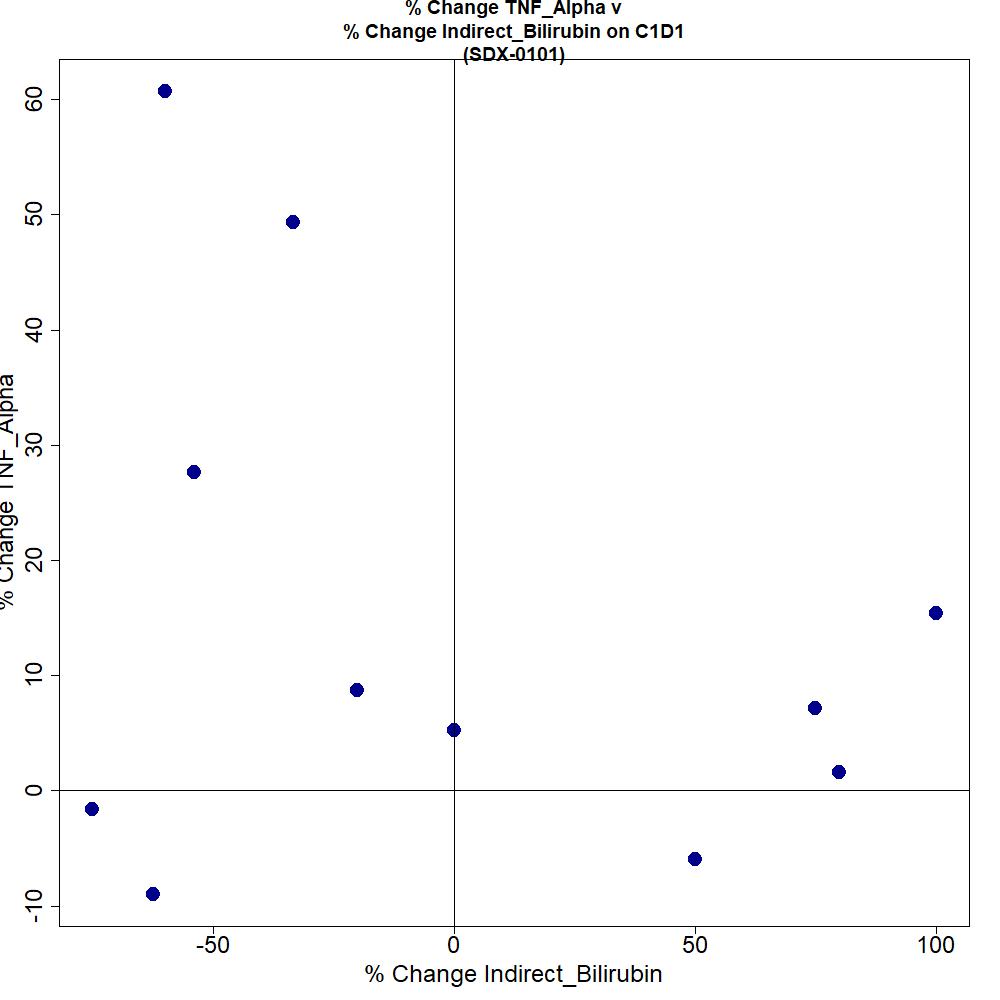 % Change TNF_Alpha v
% Change Indirect_Bilirubin on C1D1
(SDX-0101)
% Change TNF_Alpha
60
50
40
30
20
10
0
-10
-50
0
50
100
% Change Indirect_Bilirubin